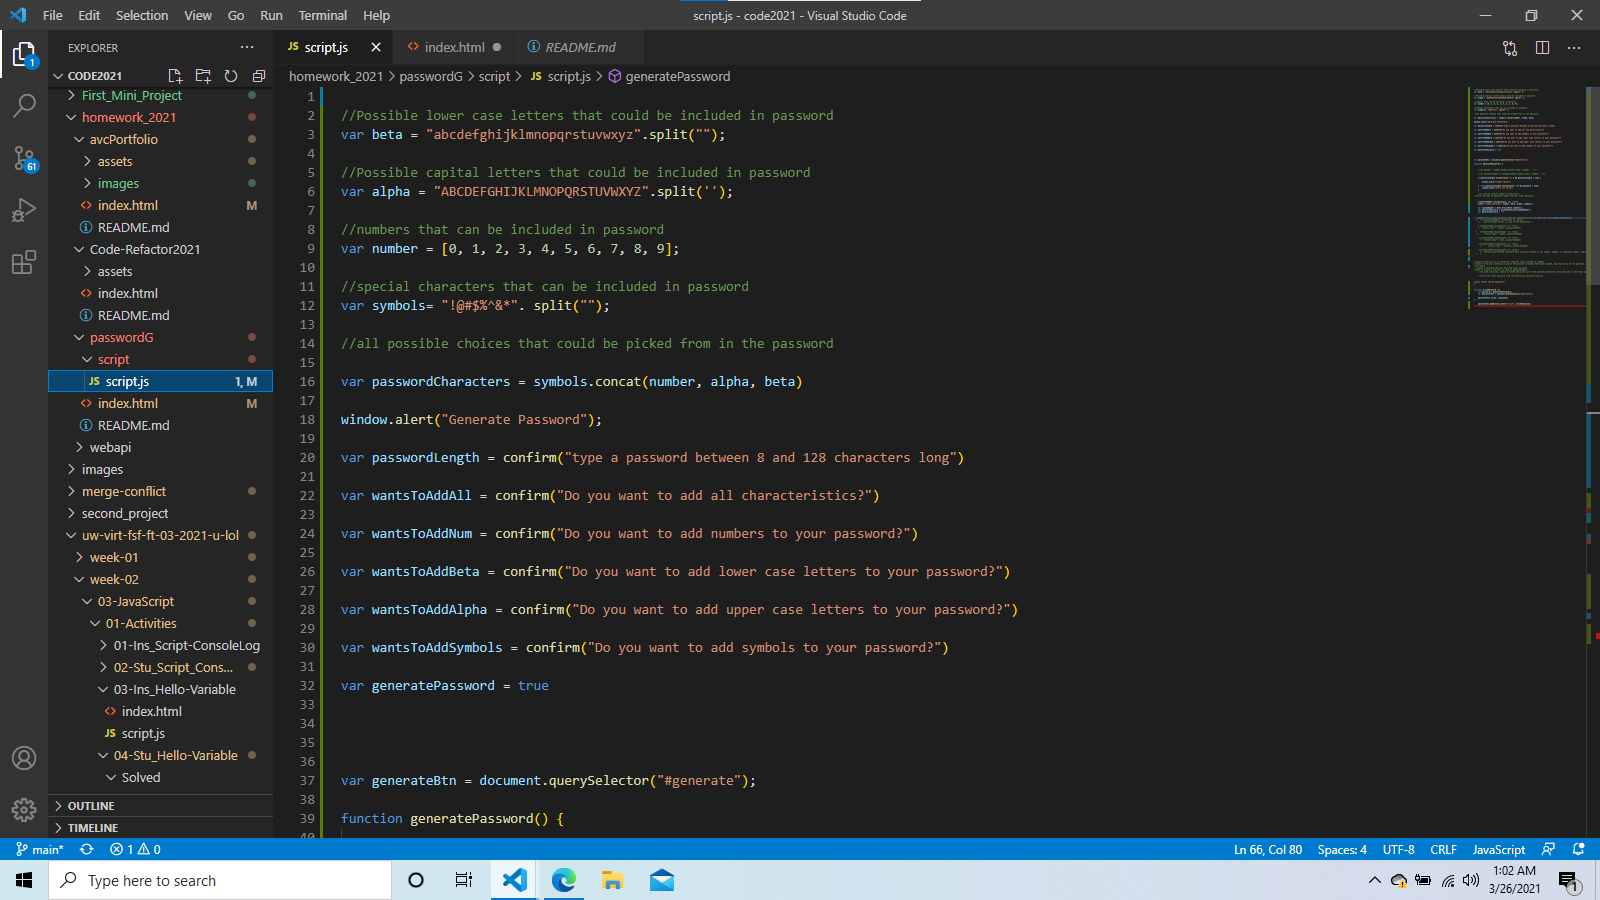 File Edit Selection View Go Run Terminal Help
script.js - code2021 - Visual Studio Code
EXPLORER
JS script.js
index.html
README.md
homework_2021 > passwordG > script > JS script.js > generatePassword
CODE2021
First_Mini_Project
homework_2021
avcPortfolio
assets
images
index.html M
README.md
Code-Refactor2021
assets
index.html
README.md
passwordG
script
JS script.js 1, M
index.html M
README.md
webapi
images
merge-conflict
second_project
uw-virt-fsf-ft-03-2021-u-lol
week-01
week-02
03-JavaScript
01-Activities
01-Ins_Script-ConsoleLog
02-Stu_Script_Cons...
03-Ins_Hello-Variable
index.html
JS script.js
04-Stu_Hello-Variable
Solved
OUTLINE
TIMELINE
1
61
1
2 //Possible lower case letters that could be included in password
3 var beta = "abcdefghijklmnopqrstuvwxyz".split("");
4
5 //Possible capital letters that could be included in password
6 var alpha = "ABCDEFGHIJKLMNOPQRSTUVWXYZ".split('');
7
8 //numbers that can be included in password
9 var number = [0, 1, 2, 3, 4, 5, 6, 7, 8, 9];
10
11 //special characters that can be included in password
12 var symbols= "!@#$%^&*". split("");
13
14 //all possible choices that could be picked from in the password
15
16 var passwordCharacters = symbols.concat(number, alpha, beta)
17
18 window.alert("Generate Password");
19
20 var passwordLength = confirm("type a password between 8 and 128 characters long")
21
22 var wantsToAddAll = confirm("Do you want to add all characteristics?")
23
24 var wantsToAddNum = confirm("Do you want to add numbers to your password?")
25
26 var wantsToAddBeta = confirm("Do you want to add lower case letters to your password?")
27
28 var wantsToAddAlpha = confirm("Do you want to add upper case letters to your password?")
29
30 var wantsToAddSymbols = confirm("Do you want to add symbols to your password?")
31
32 var generatePassword = true
33
34
35
36
37 var generateBtn = document.querySelector("#generate");
38
39 function generatePassword() {
40
main* 1 0
Ln 66, Col 80 Spaces: 4 UTF-8 CRLF JavaScript
Type here to search
1:02 AM
3/26/2021
1